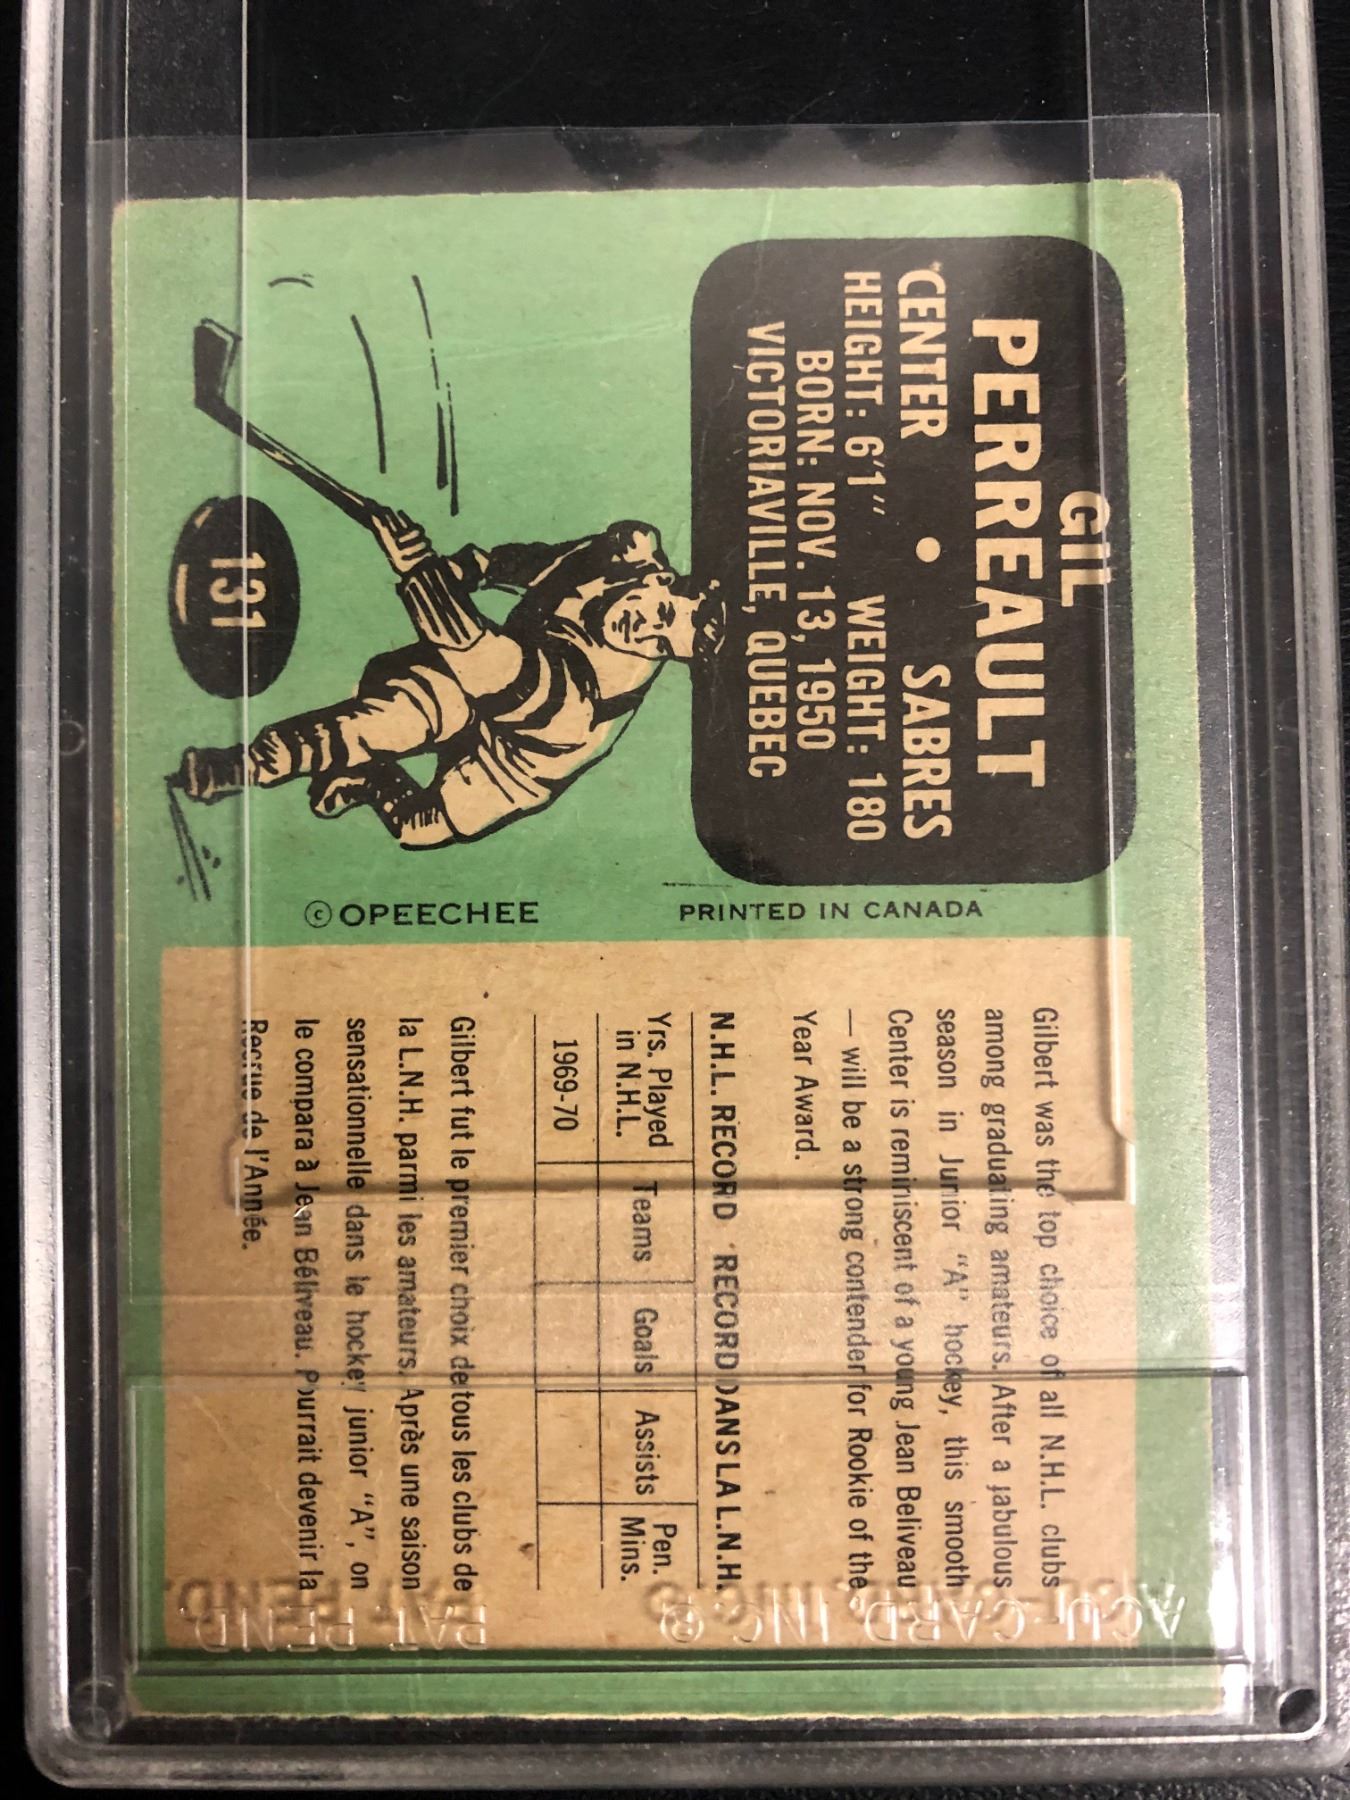 GIL
PERREAULT
CENTER • SABRES
HEIGHT: 6'1" WEIGHT: 180
BORN: NOV. 13, 1950
VICTORIAVILLE, QUEBEC
131
© OPEECHEE
PRINTED IN CANADA
Gilbert was the top choice of all N.H.L. clubs
among graduating amateurs. After a fabulous
season in Junior "A" hockey, this smooth
Center is reminiscent of a young Jean Beliveau
— will be a strong contender for Rookie of the
Year Award.
N.H.L. RECORD RECORD DANS LA L.N.H.
Yrs. Played in N.H.L. Teams Goals Assists Pen. Mins.
1969-70
Gilbert fut le premier choix de tous les clubs de
la L.N.H. parmi les amateurs. Après une saison
sensationnelle dans le hockey junior "A", on
le compara à Jean Béliveau. Pourrait devenir la
Recrue de l'Année.
ACU-CARD, INC.®
PAT. PEND.